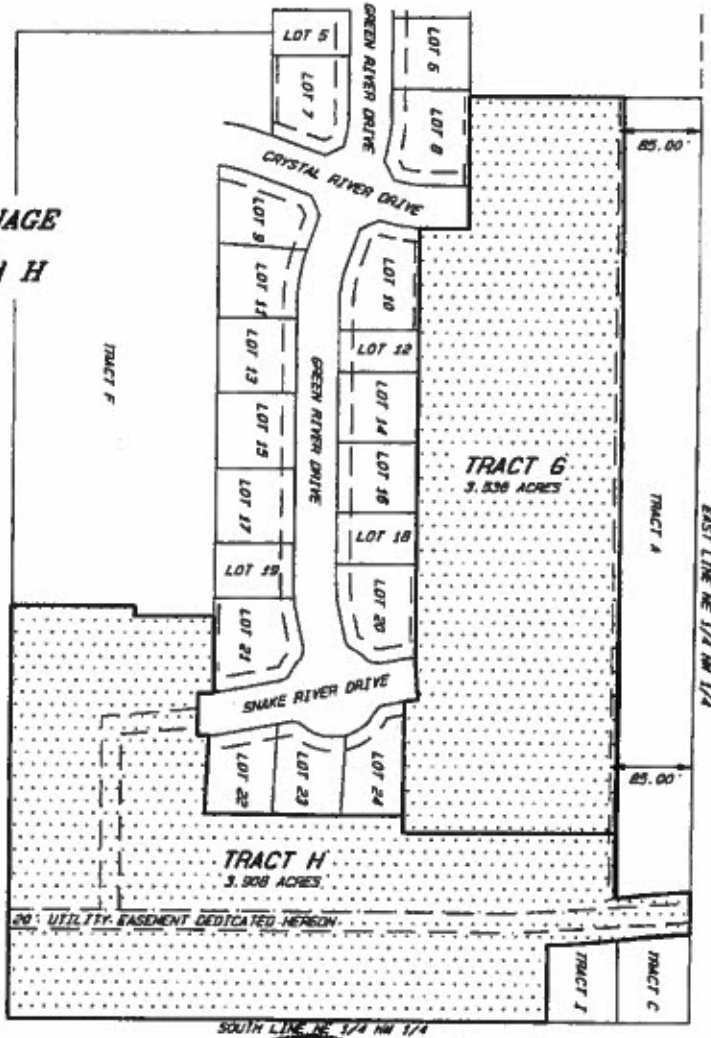 LOT 5
GREEN RIVER DRIVE
LOT 6
LOT 7
LOT 8
85.00'
CRYSTAL RIVER DRIVE
NAGE
H
LOT 9
LOT 10
LOT 11
LOT 12
LOT 13
TRACT F
GREEN RIVER DRIVE
LOT 14
LOT 15
LOT 16
TRACT G
3.538 ACRES
LOT 17
TRACT A
EAST LINE NE 1/4 NW 1/4
LOT 18
LOT 19
LOT 20
LOT 21
SNAKE RIVER DRIVE
85.00'
LOT 22
LOT 23
LOT 24
TRACT H
3.908 ACRES
20' UTILITY EASEMENT DEDICATED HEREON
TRACT I
TRACT C
SOUTH LINE NE 1/4 NW 1/4